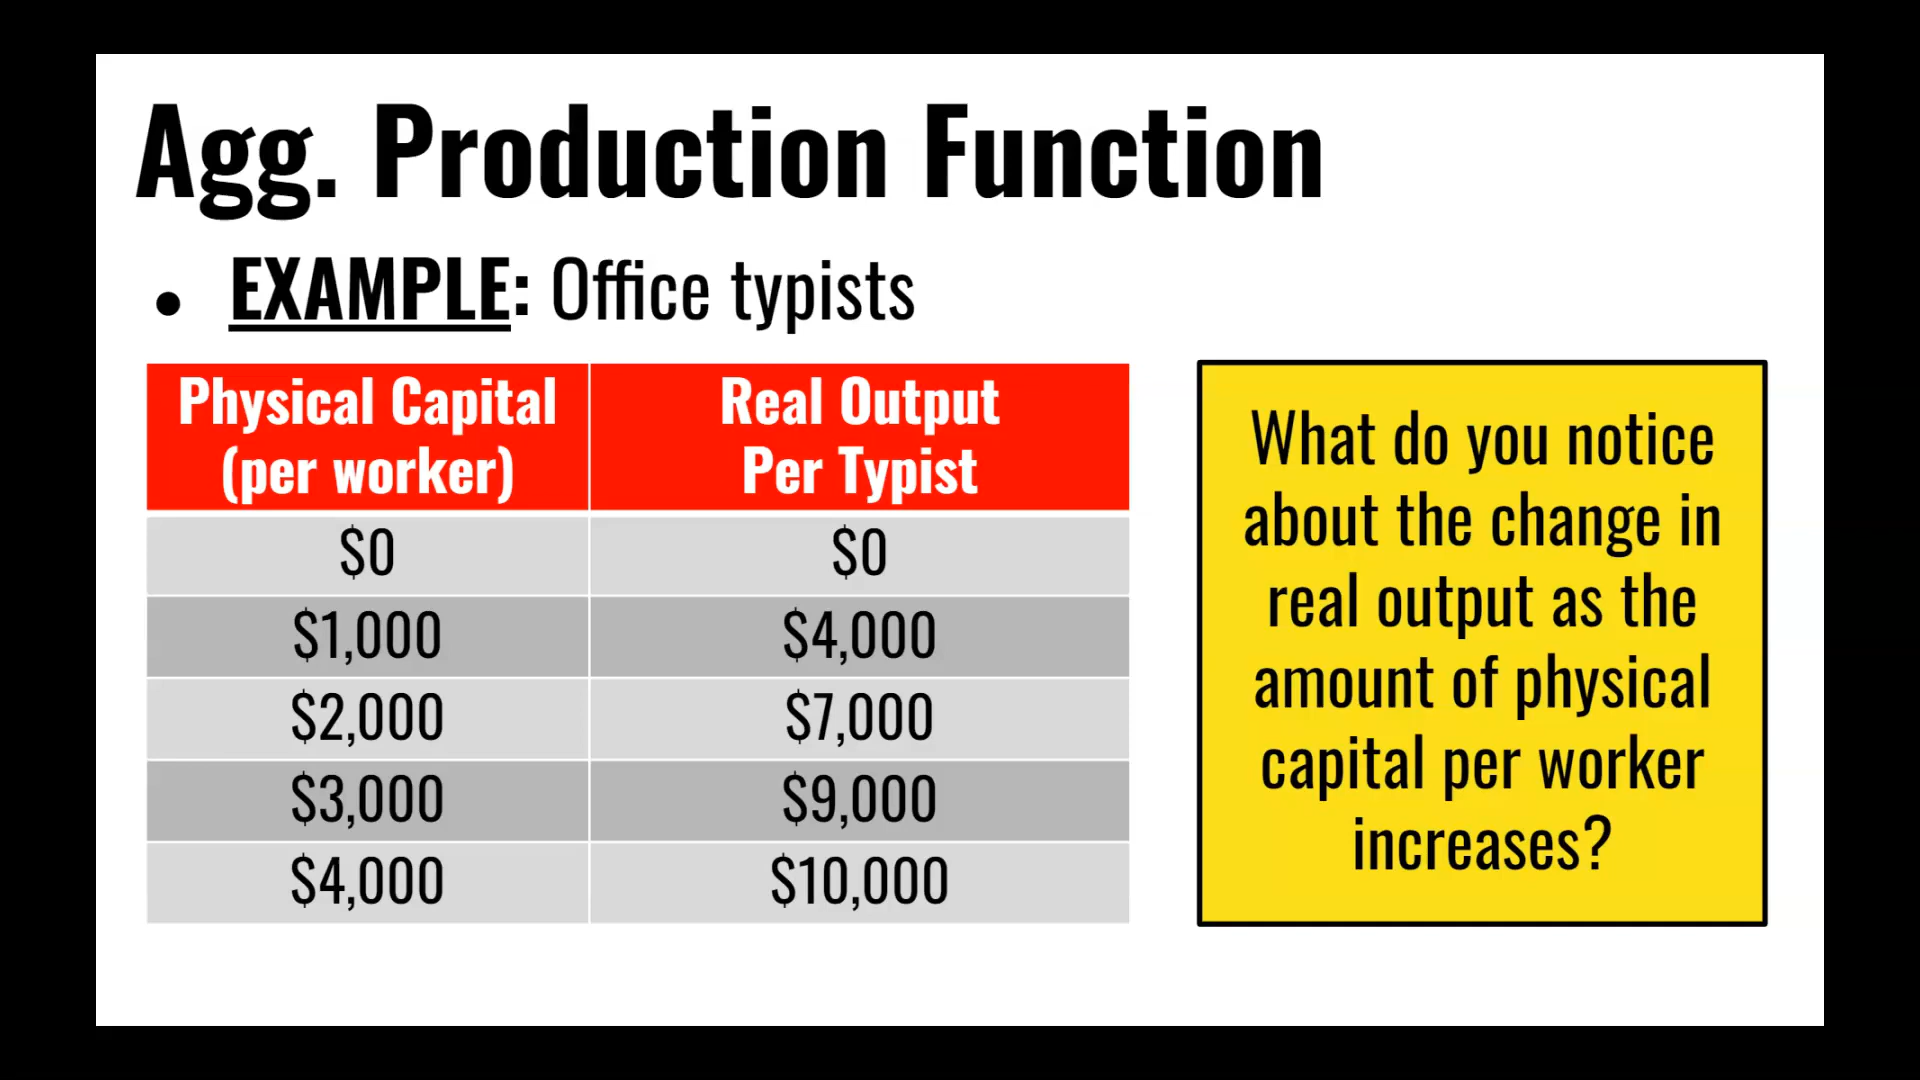 Agg. Production Function
• EXAMPLE: Office typists
Physical Capital
(per worker)
Real Output
Per Typist
$0
$0
$1,000
$4,000
$2,000
$7,000
$3,000
$9,000
$4,000
$10,000
What do you notice
about the change in
real output as the
amount of physical
capital per worker
increases?